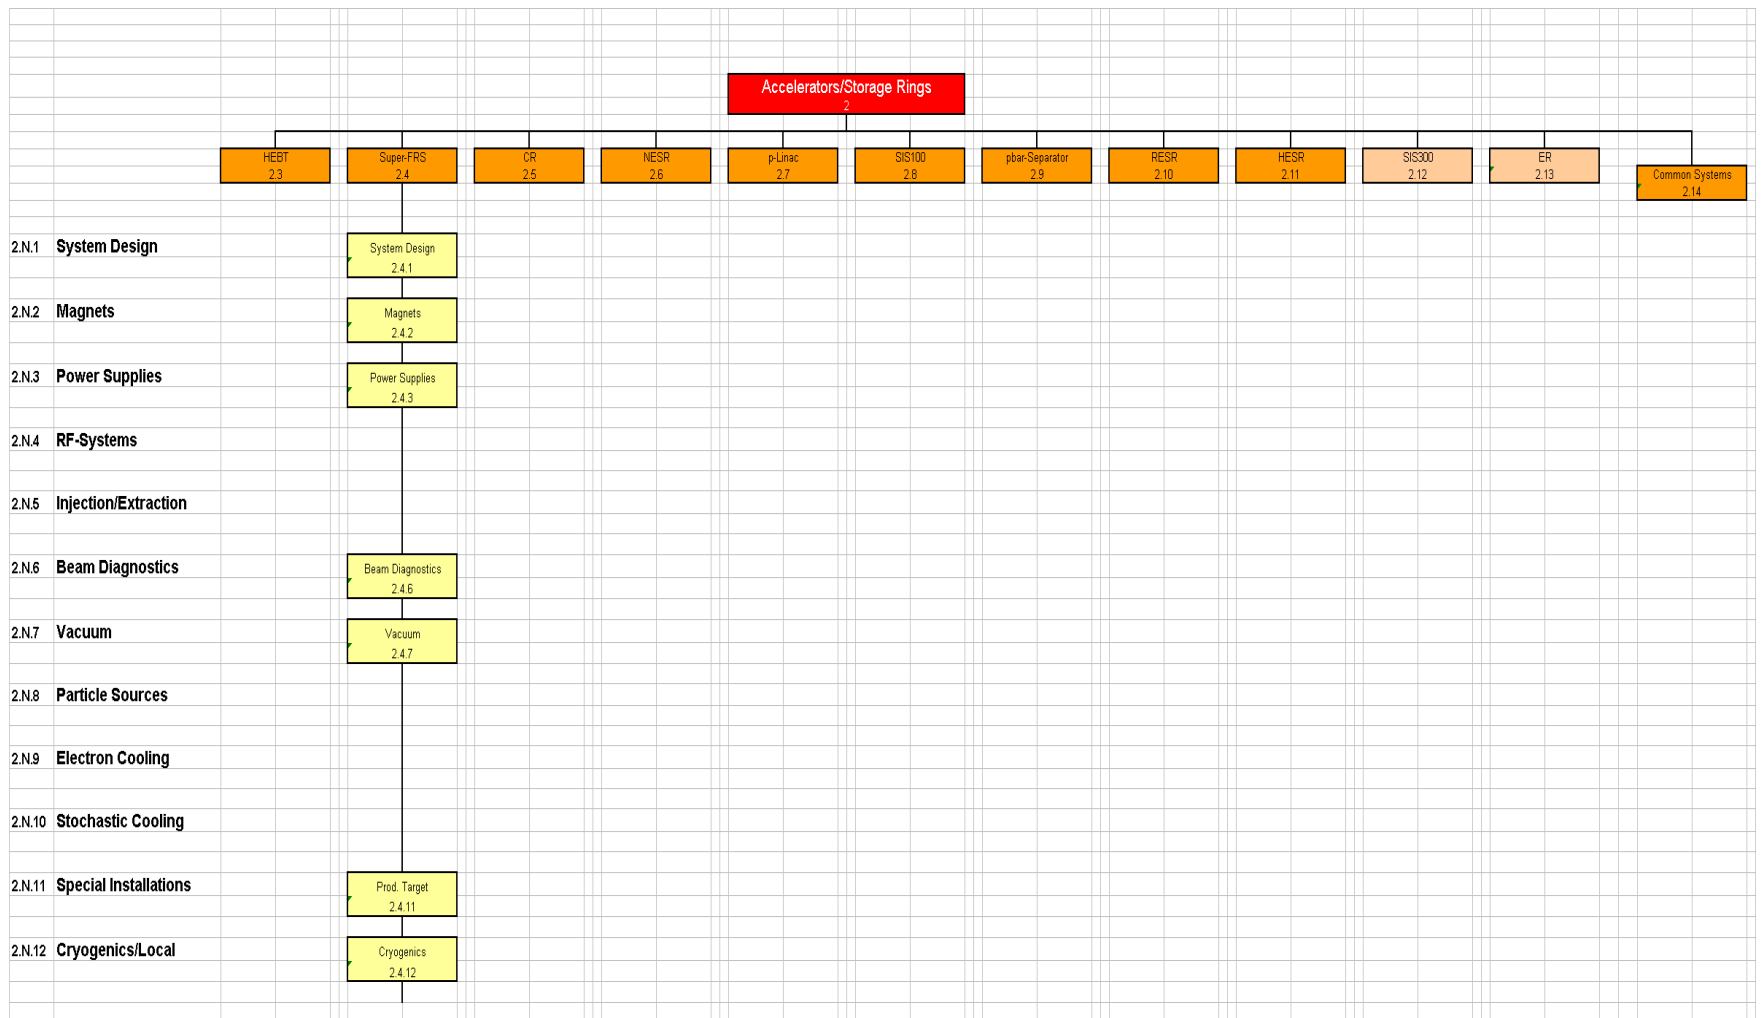 Accelerators/Storage Rings
2
HEBT
2.3
Super-FRS
2.4
CR
2.5
NESR
2.6
p-Linac
2.7
SIS100
2.8
pbar-Separator
2.9
RESR
2.10
HESR
2.11
SIS300
2.12
ER
2.13
Common Systems
2.14
2.N.1 System Design
System Design
2.4.1
2.N.2 Magnets
Magnets
2.4.2
2.N.3 Power Supplies
Power Supplies
2.4.3
2.N.4 RF-Systems
2.N.5 Injection/Extraction
2.N.6 Beam Diagnostics
Beam Diagnostics
2.4.6
2.N.7 Vacuum
Vacuum
2.4.7
2.N.8 Particle Sources
2.N.9 Electron Cooling
2.N.10 Stochastic Cooling
2.N.11 Special Installations
Prod. Target
2.4.11
2.N.12 Cryogenics/Local
Cryogenics
2.4.12